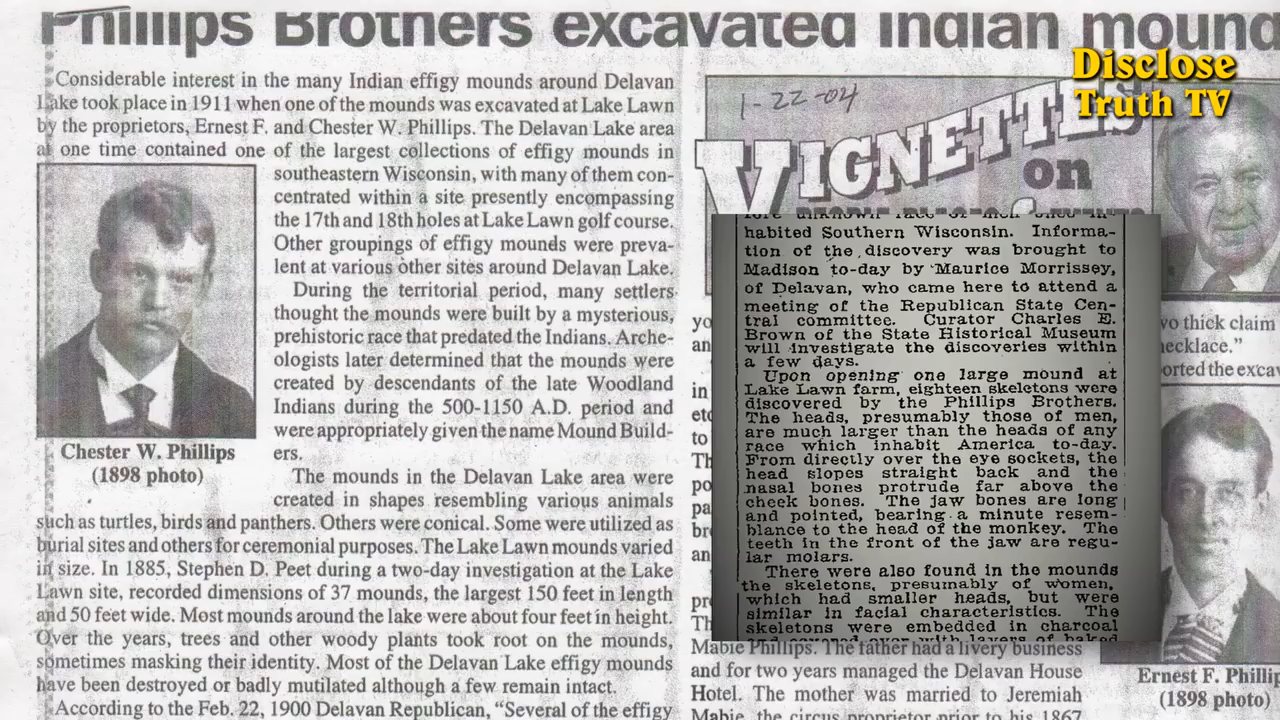 Phillips Brothers excavated Indian mound
Considerable interest in the many Indian effigy mounds around Delavan
Lake took place in 1911 when one of the mounds was excavated at Lake Lawn
by the proprietors, Ernest F. and Chester W. Phillips. The Delavan Lake area
at one time contained one of the largest collections of effigy mounds in
southeastern Wisconsin, with many of them con-
centrated within a site presently encompassing
the 17th and 18th holes at Lake Lawn golf course.
Other groupings of effigy mounds were preva-
lent at various other sites around Delavan Lake.
During the territorial period, many settlers
thought the mounds were built by a mysterious,
prehistoric race that predated the Indians. Arche-
ologists later determined that the mounds were
created by descendants of the late Woodland
Indians during the 500-1150 A.D. period and
were appropriately given the name Mound Build-
ers.
Chester W. Phillips
(1898 photo)
The mounds in the Delavan Lake area were
created in shapes resembling various animals
such as turtles, birds and panthers. Others were conical. Some were utilized as
burial sites and others for ceremonial purposes. The Lake Lawn mounds varied
in size. In 1885, Stephen D. Peet during a two-day investigation at the Lake
Lawn site, recorded dimensions of 37 mounds, the largest 150 feet in length
and 50 feet wide. Most mounds around the lake were about four feet in height.
Over the years, trees and other woody plants took root on the mounds,
sometimes masking their identity. Most of the Delavan Lake effigy mounds
have been destroyed or badly mutilated although a few remain intact.
According to the Feb. 22, 1900 Delavan Republican, “Several of the effigy
Disclose
Truth TV
1-22-04
VIGNETTES
on
habited Southern Wisconsin. Informa-
tion of the discovery was brought to
Madison to-day by Maurice Morrissey,
of Delavan, who came here to attend a
meeting of the Republican State Cen-
tral committee. Curator Charles E.
Brown of the State Historical Museum
will investigate the discoveries within
a few days.
Upon opening one large mound at
Lake Lawn farm, eighteen skeletons were
discovered by the Phillips Brothers.
The heads, presumably those of men,
are much larger than the heads of any
race which inhabit America to-day.
From directly over the eye sockets, the
head slopes straight back and the
nasal bones protrude far above the
cheek bones. The jaw bones are long
and pointed, bearing a minute resem-
blance to the head of the monkey. The
teeth in the front of the jaw are regu-
lar molars.
There were also found in the mounds
the skeletons, presumably of women,
which had smaller heads, but were
similar in facial characteristics. The
skeletons were embedded in charcoal
and covered over with layers of baked
thick claim
necklace.”
Mabie Phillips. The father had a livery business
and for two years managed the Delavan House
Hotel. The mother was married to Jeremiah
Mabie, the circus proprietor prior to his 1867
Ernest F. Phillip
(1898 photo)